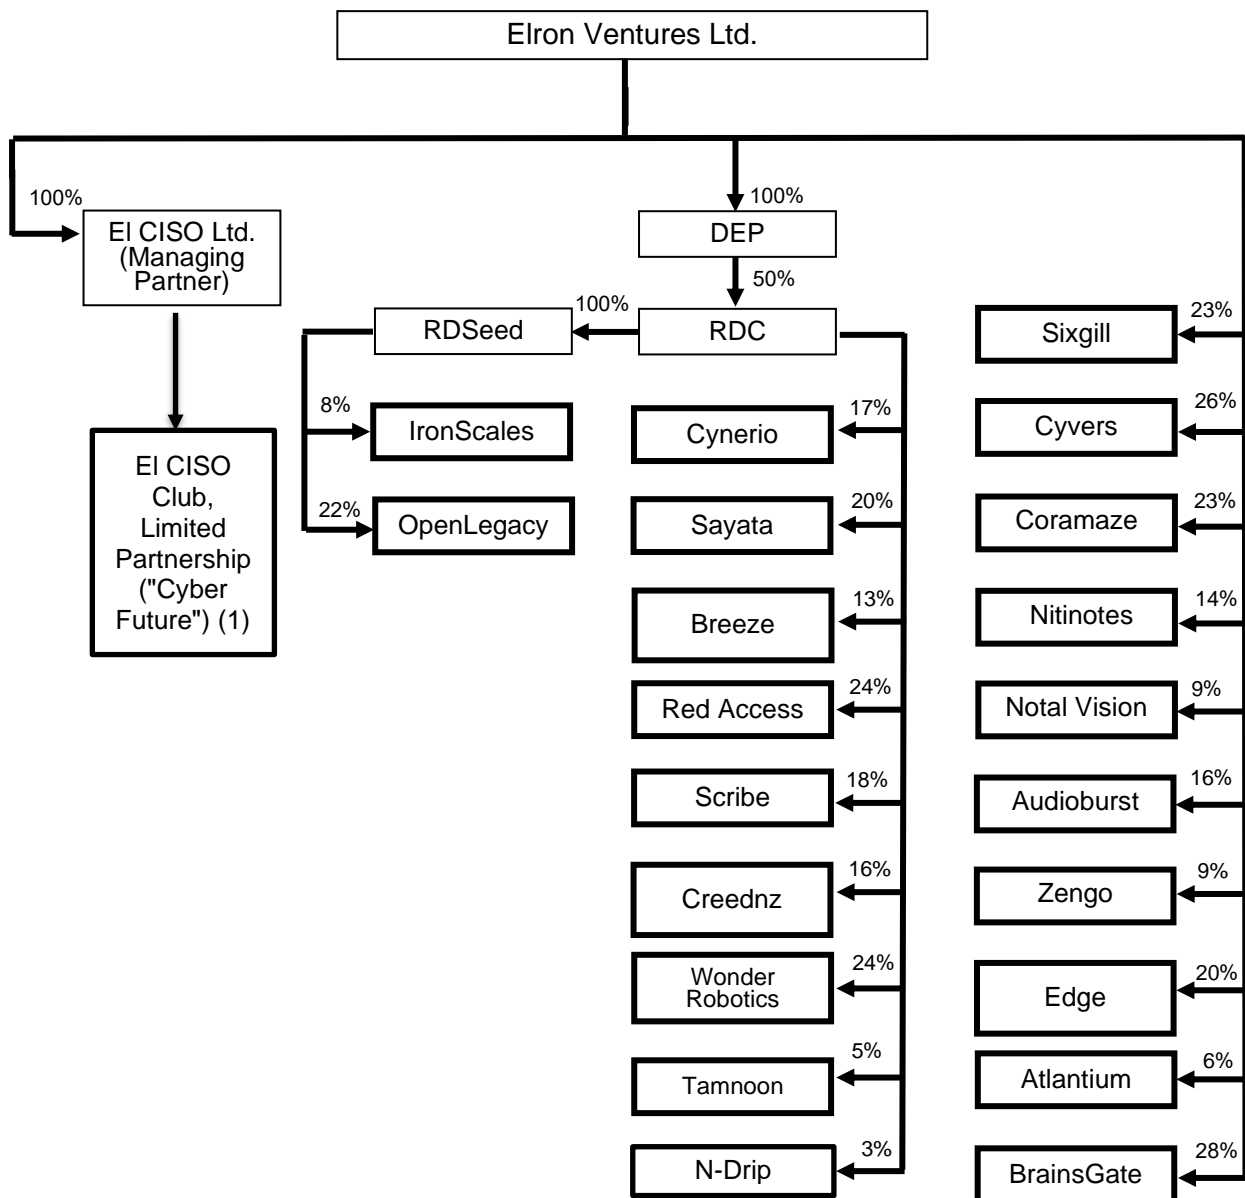 Elron Ventures Ltd.
100%
El CISO Ltd.
(Managing
Partner)
El CISO
Club,
Limited
Partnership
("Cyber
Future") (1)
100%
DEP
50%
RDC
100%
RDSeed
8%
IronScales
22%
OpenLegacy
17%
Cynerio
20%
Sayata
13%
Breeze
24%
Red Access
18%
Scribe
16%
Creednz
24%
Wonder
Robotics
5%
Tamnoon
3%
N-Drip
23%
Sixgill
26%
Cyvers
23%
Coramaze
14%
Nitinotes
9%
Notal Vision
16%
Audioburst
9%
Zengo
20%
Edge
6%
Atlantium
28%
BrainsGate